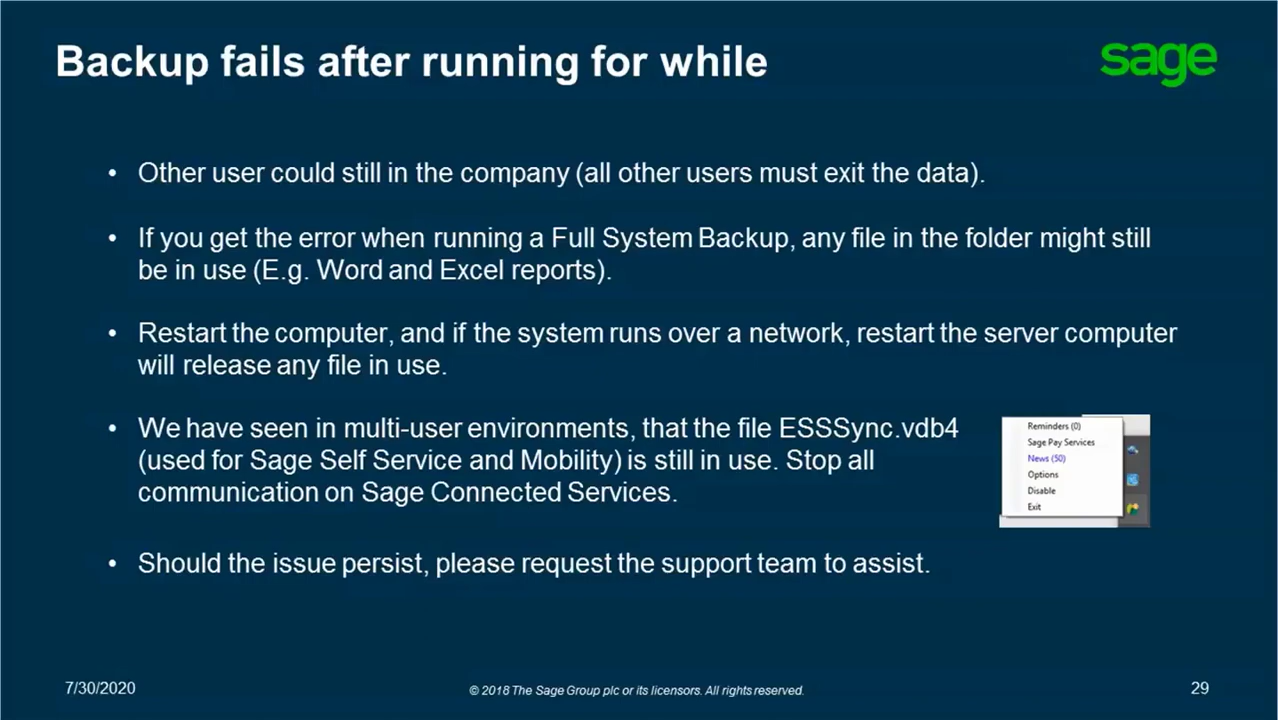 Backup fails after running for while
sage
• Other user could still in the company (all other users must exit the data).
• If you get the error when running a Full System Backup, any file in the folder might still
be in use (E.g. Word and Excel reports).
• Restart the computer, and if the system runs over a network, restart the server computer
will release any file in use.
• We have seen in multi-user environments, that the file ESSSync.vdb4
(used for Sage Self Service and Mobility) is still in use. Stop all
communication on Sage Connected Services.
Reminders (0)
Sage Pay Services
News (50)
Options
Disable
Exit
• Should the issue persist, please request the support team to assist.
7/30/2020
© 2018 The Sage Group plc or its licensors. All rights reserved.
29